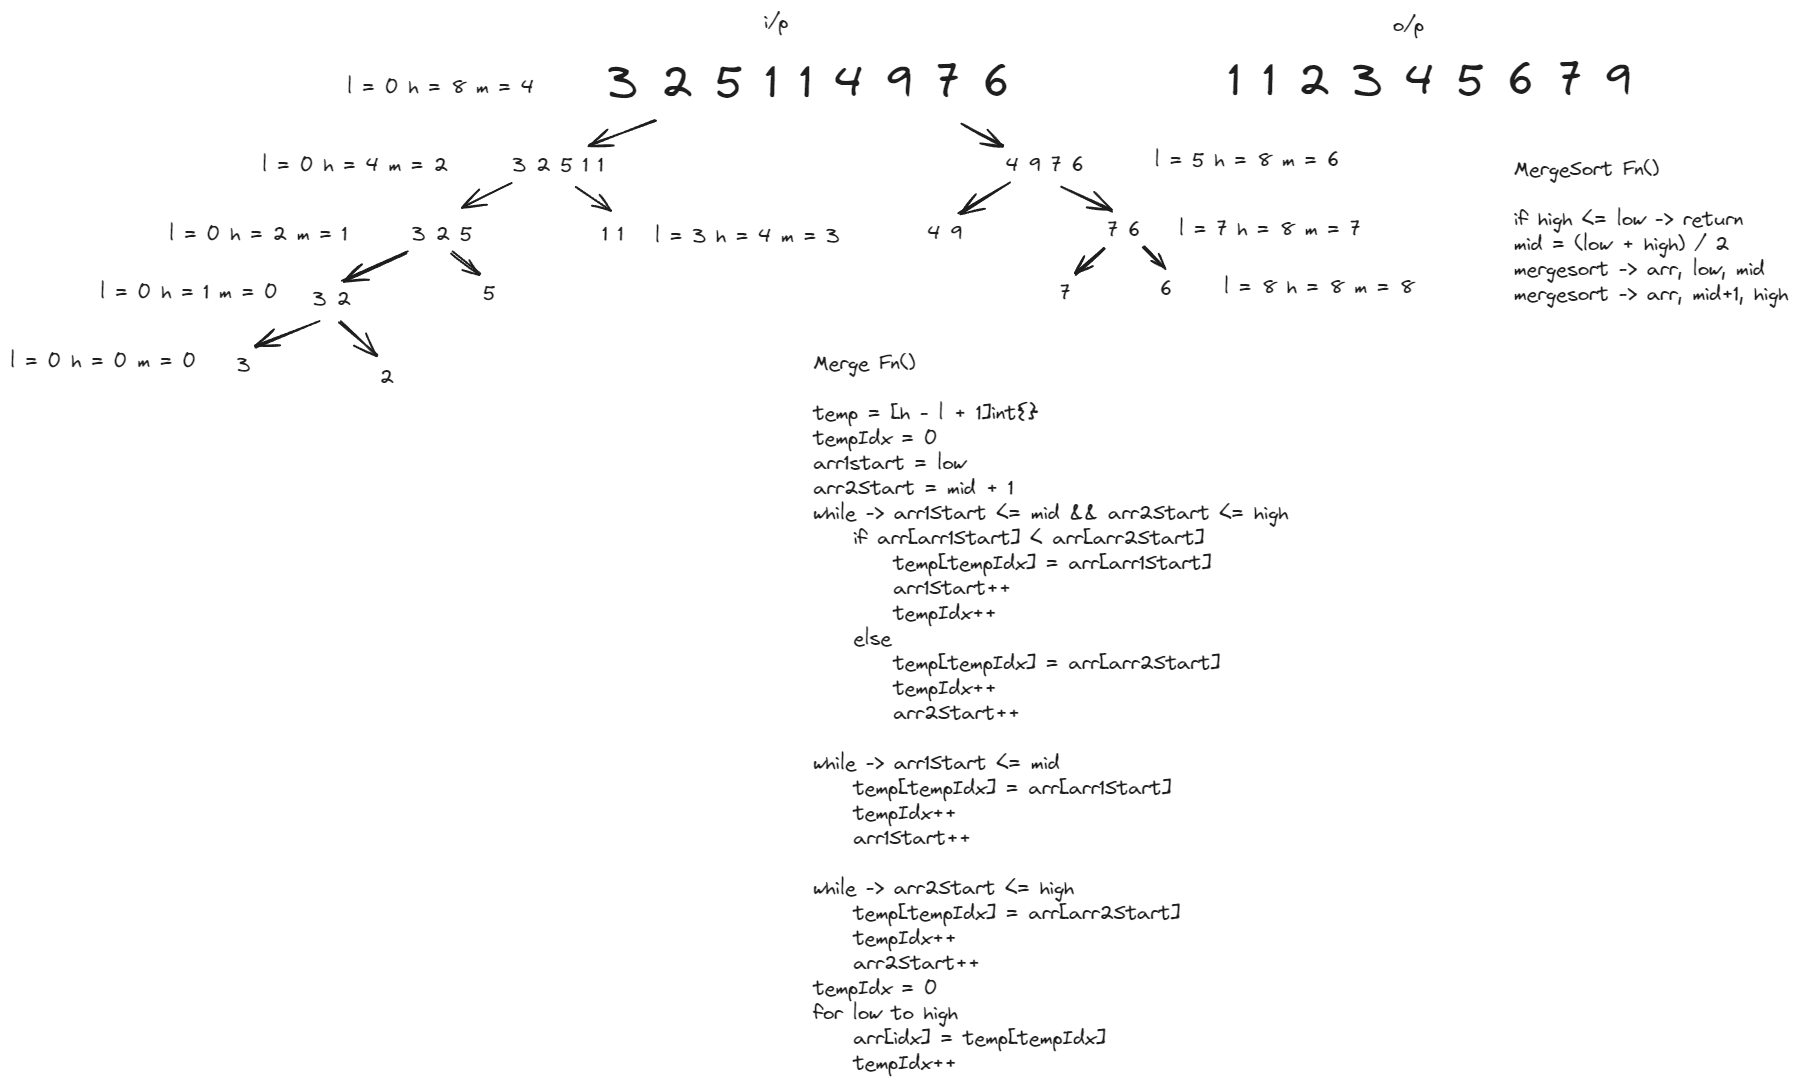 i/p
o/p
l = 0 h = 8 m = 4
3 2 5 1 1 4 9 7 6
1 1 2 3 4 5 6 7 9
l = 0 h = 4 m = 2
3 2 5 1 1
4 9 7 6
l = 5 h = 8 m = 6
l = 0 h = 2 m = 1
3 2 5
1 1
l = 3 h = 4 m = 3
4 9
7 6
l = 7 h = 8 m = 7
l = 0 h = 1 m = 0
3 2
5
7
6
l = 8 h = 8 m = 8
l = 0 h = 0 m = 0
3
2
MergeSort Fn()
if high <= low -> return
mid = (low + high) / 2
mergesort -> arr, low, mid
mergesort -> arr, mid+1, high
Merge Fn()
temp = [h - l + 1]int{}
tempIdx = 0
arr1start = low
arr2Start = mid + 1
while -> arr1Start <= mid && arr2Start <= high
if arr[arr1Start] < arr[arr2Start]
temp[tempIdx] = arr[arr1Start]
arr1Start++
tempIdx++
else
temp[tempIdx] = arr[arr2Start]
tempIdx++
arr2Start++
while -> arr1Start <= mid
temp[tempIdx] = arr[arr1Start]
tempIdx++
arr1Start++
while -> arr2Start <= high
temp[tempIdx] = arr[arr2Start]
tempIdx++
arr2Start++
tempIdx = 0
for low to high
arr[idx] = temp[tempIdx]
tempIdx++